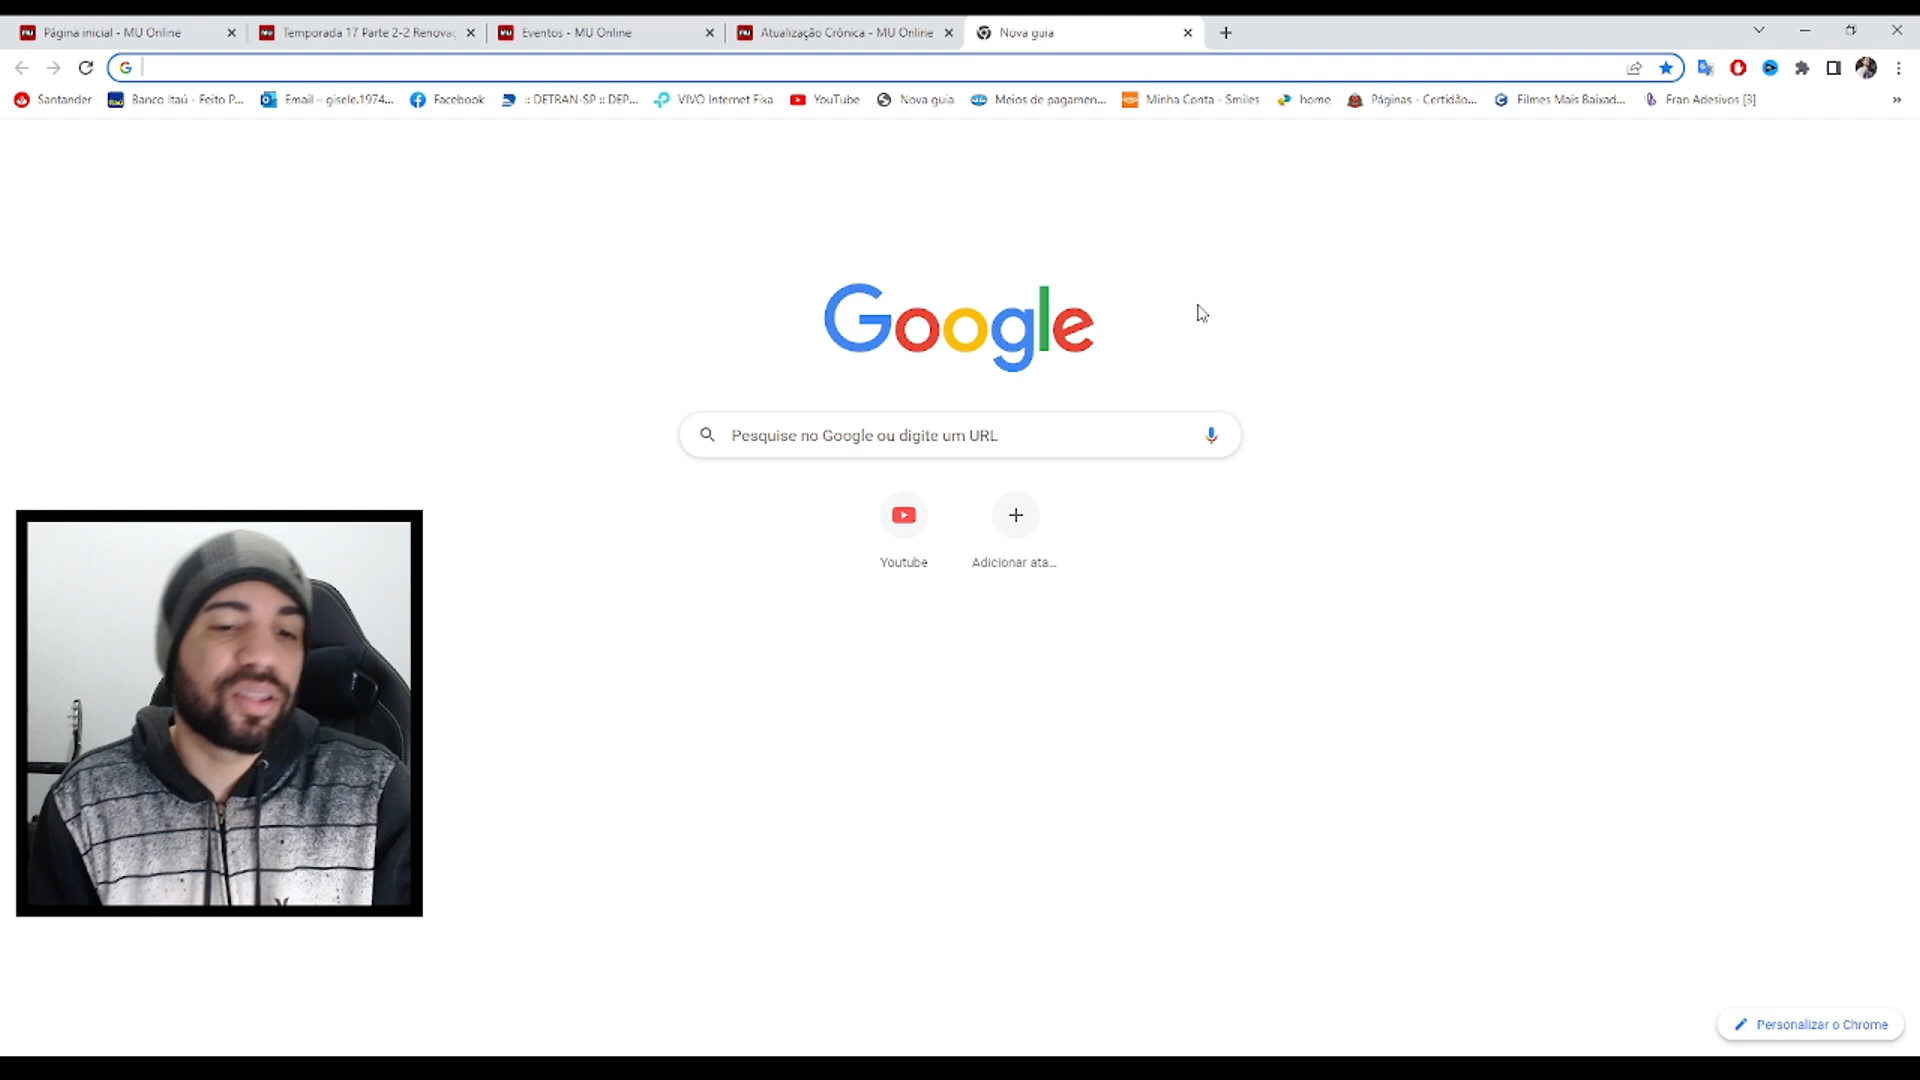 Página inicial - MU Online
Temporada 17 Parte 2-2 Renovaç
Eventos - MU Online
Atualização Crônica - MU Online
Nova guia
Santander
Banco Itaú - Feito P...
Email – gisele.1974...
Facebook
:: DETRAN-SP :: DEP...
VIVO Internet Fixa
YouTube
Nova guia
Meios de pagamen...
Minha Conta - Smiles
home
Páginas - Certidão...
Filmes Mais Baixad...
Fran Adesivos [3]
»
Google
Pesquise no Google ou digite um URL
Youtube
Adicionar ata...
Personalizar o Chrome